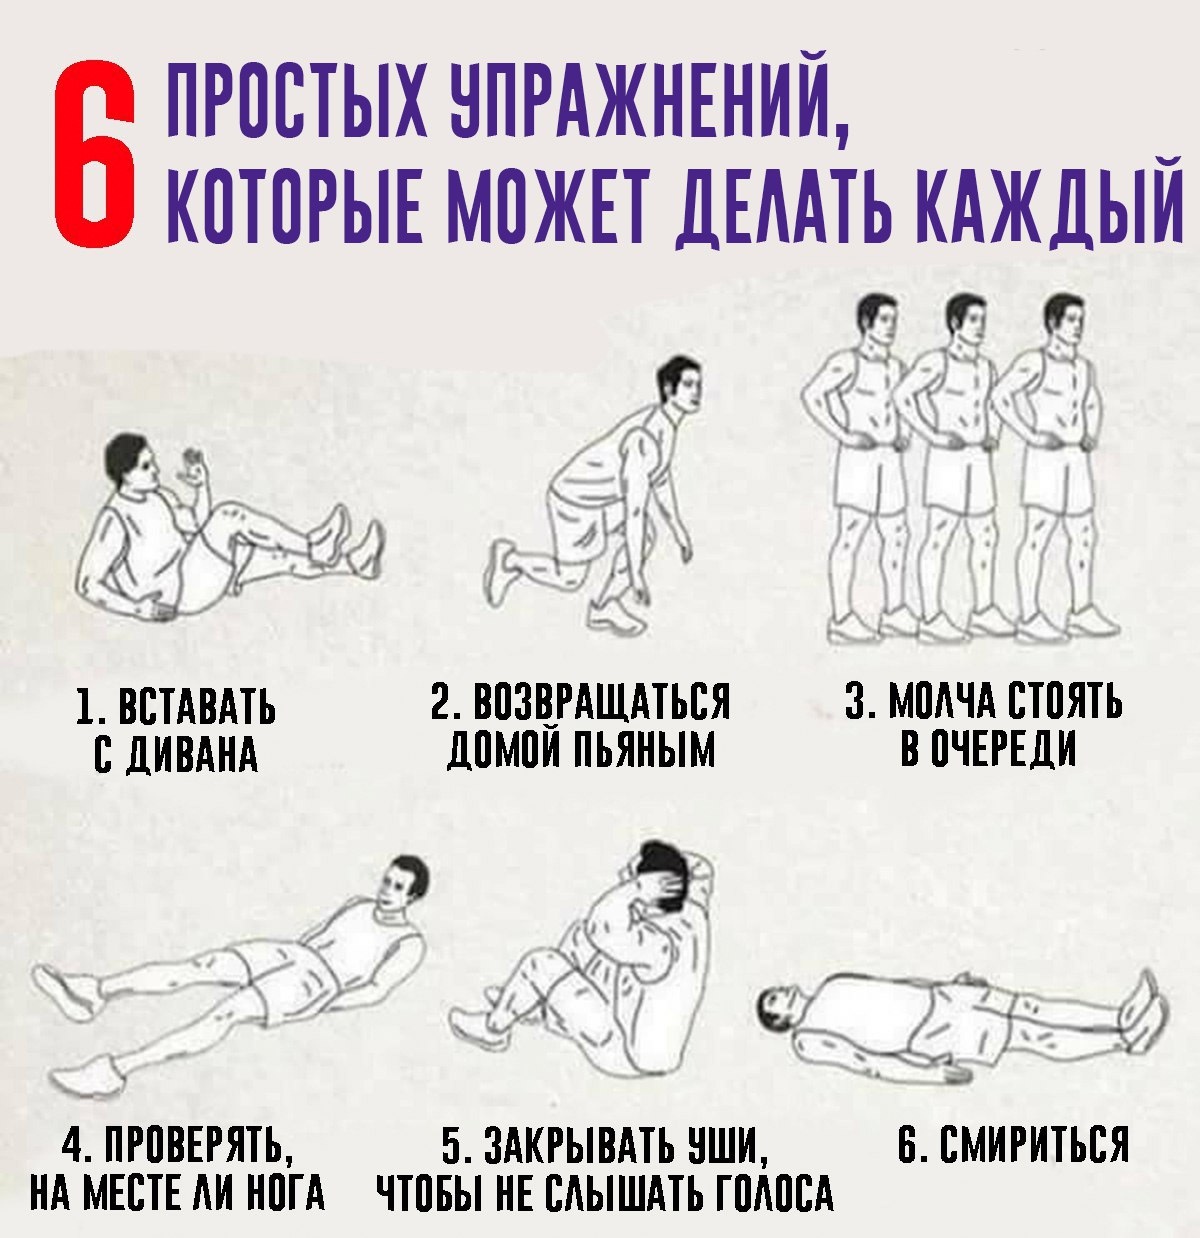 6 ПРОСТЫХ УПРАЖНЕНИЙ,
КОТОРЫЕ МОЖЕТ ДЕЛАТЬ КАЖДЫЙ
1. ВСТАВАТЬ
С ДИВАНА
2. ВОЗВРАЩАТЬСЯ
ДОМОЙ ПЬЯНЫМ
3. МОЛЧА СТОЯТЬ
В ОЧЕРЕДИ
4. ПРОВЕРЯТЬ,
НА МЕСТЕ ЛИ НОГА
5. ЗАКРЫВАТЬ УШИ,
ЧТОБЫ НЕ СЛЫШАТЬ ГОЛОСА
6. СМИРИТЬСЯ